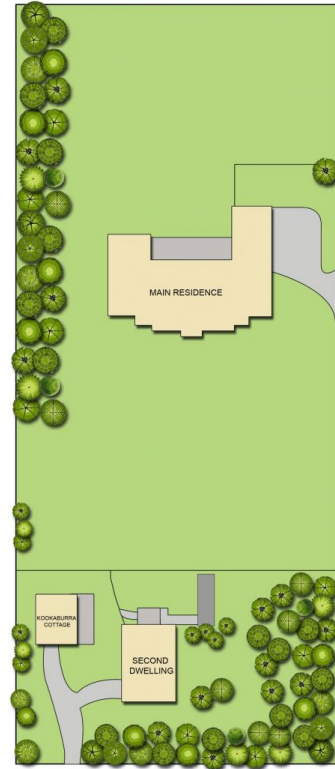 MAIN RESIDENCE
KOOKABURRA
COTTAGE
SECOND
DWELLING